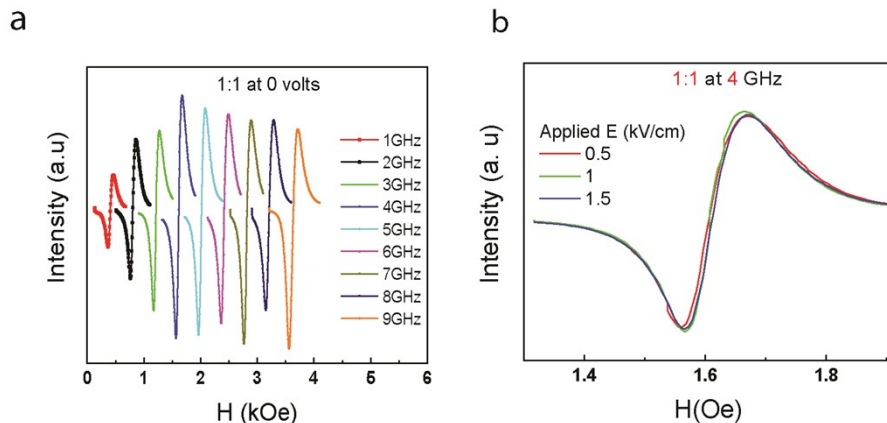 a
1:1 at 0 volts
1GHz
2GHz
3GHz
4GHz
5GHz
6GHz
7GHz
8GHz
9GHz
Intensity (a.u)
0 1 2 3 4 5 6
H (kOe)
b
1:1 at 4 GHz
Applied E (kV/cm)
0.5
1
1.5
Intensity (a. u)
1.4 1.6 1.8
H(Oe)